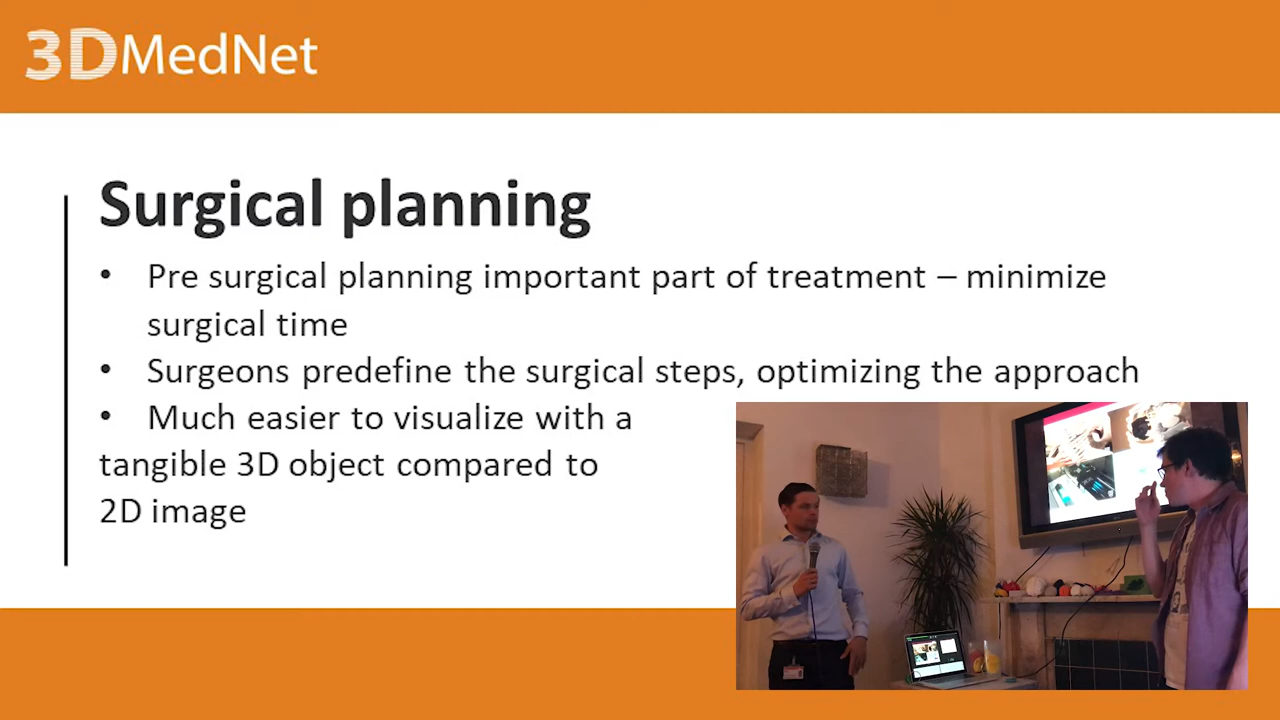 3DMedNet
Surgical planning
• Pre surgical planning important part of treatment – minimize
surgical time
• Surgeons predefine the surgical steps, optimizing the approach
• Much easier to visualize with a
tangible 3D object compared to
2D image